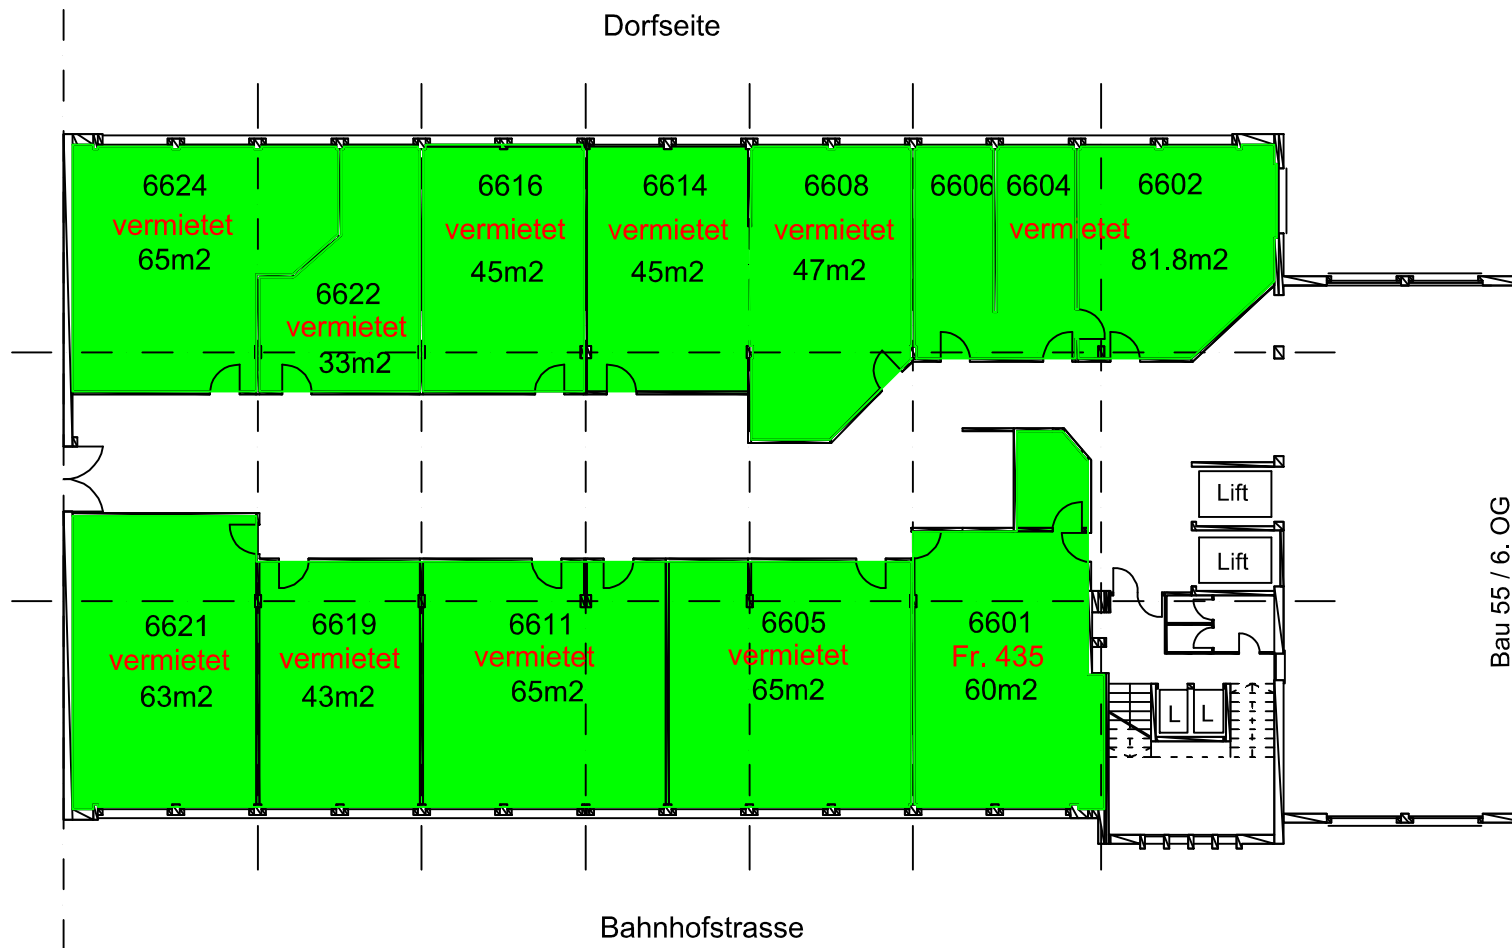 Dorfseite
6624
vermietet
65m2
6622
vermietet
33m2
6616
vermietet
45m2
6614
vermietet
45m2
6608
vermietet
47m2
6606 6604 6602
vermietet
81.8m2
Lift
Lift
6621
vermietet
63m2
6619
vermietet
43m2
6611
vermietet
65m2
6605
vermietet
65m2
6601
Fr. 435
60m2
L L
Bau 55 / 6. OG
Bahnhofstrasse